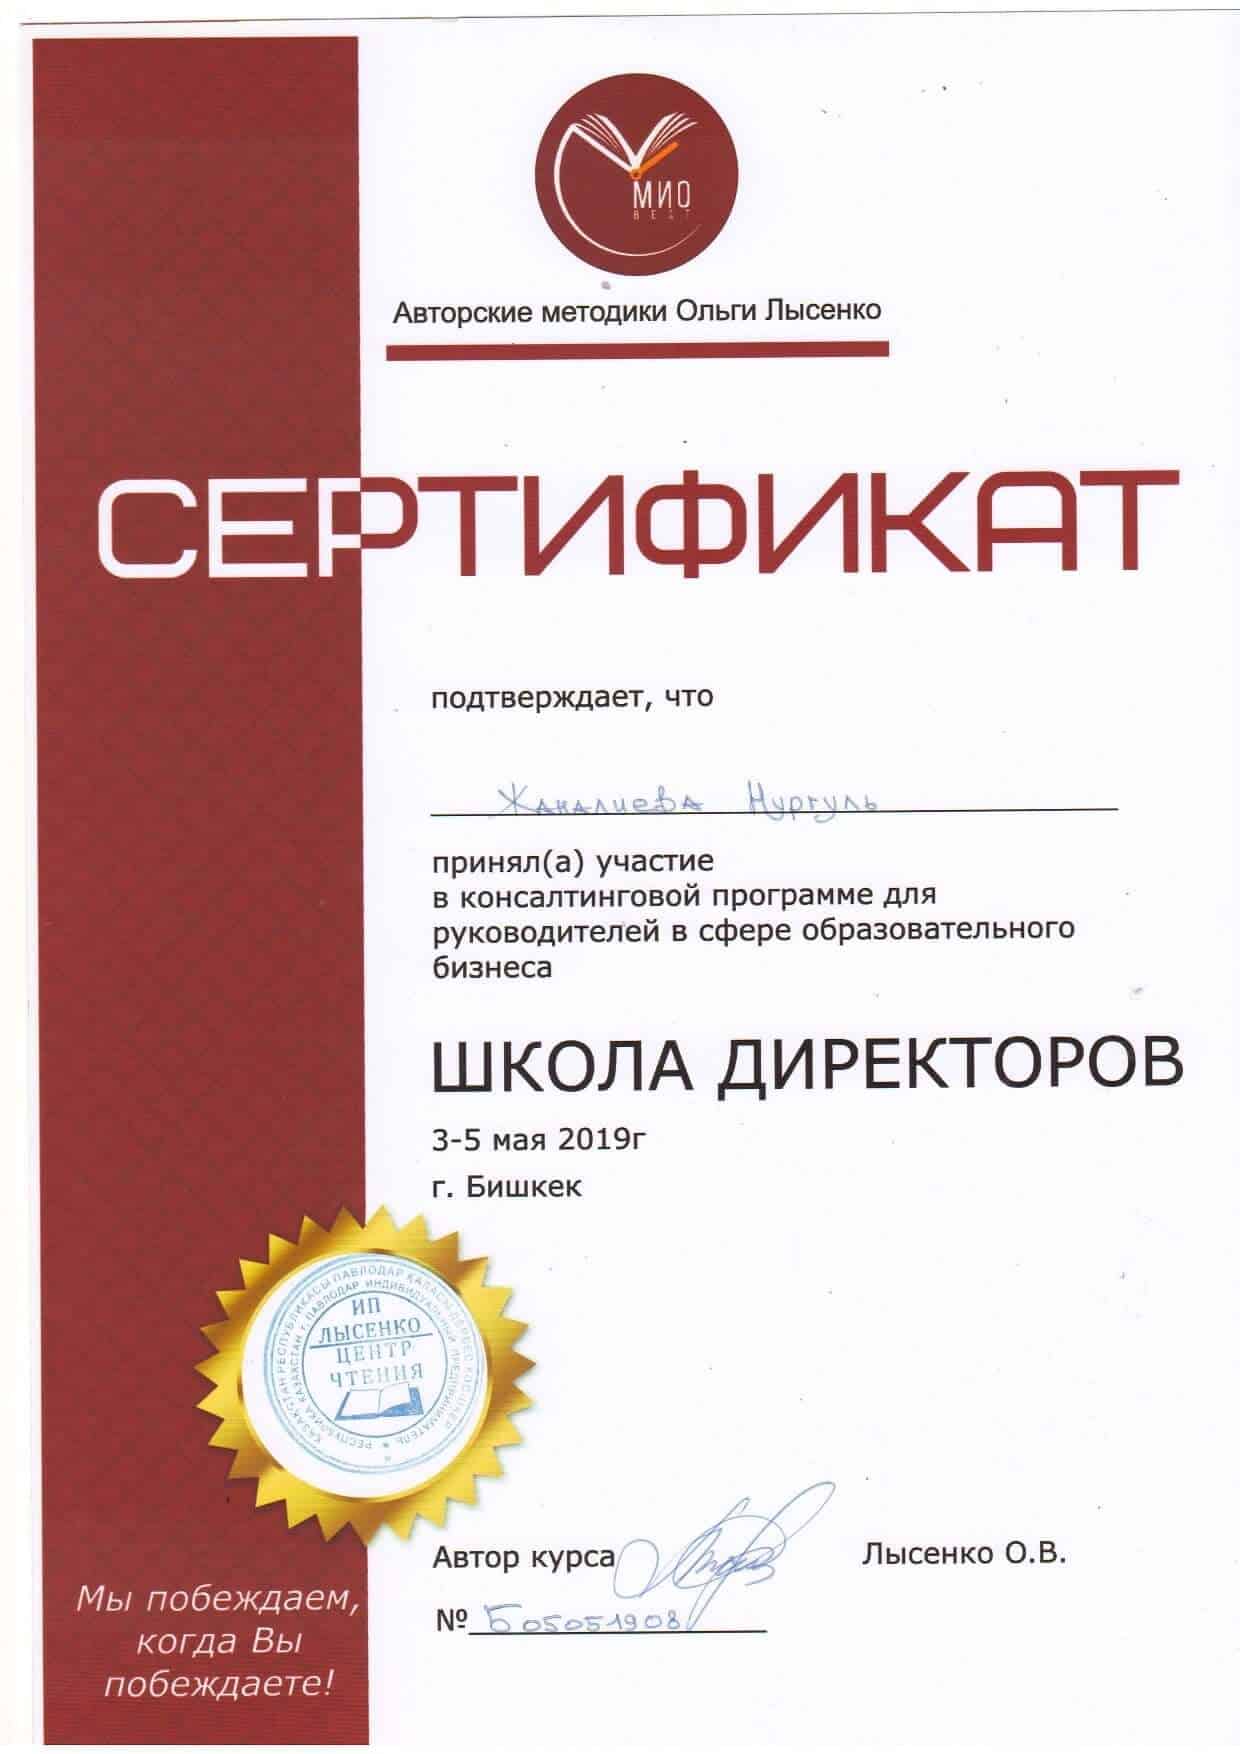 МИО
BEST
Авторские методики Ольги Лысенко
СЕРТИФИКАТ
подтверждает, что
Жаналиева Нургуль
принял(а) участие
в консалтинговой программе для
руководителей в сфере образовательного
бизнеса
ШКОЛА ДИРЕКТОРОВ
3-5 мая 2019г
г. Бишкек
ҚАЗАҚСТАН РЕСПУБЛИКАСЫ ПАВЛОДАР ҚАЛАСЫ ДЕРБЕС КӘСІПКЕР
РЕСПУБЛИКА КАЗАХСТАН г. ПАВЛОДАР ИНДИВИДУАЛЬНЫЙ ПРЕДПРИНИМАТЕЛЬ
ИП
ЛЫСЕНКО
ЦЕНТР
ЧТЕНИЯ
Автор курса Лысенко О.В.
№ Б05051908
Мы побеждаем,
когда Вы
побеждаете!